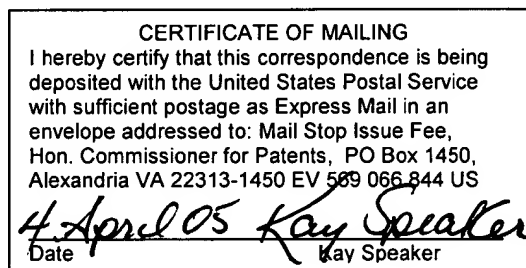 CERTIFICATE OF MAILING
I hereby certify that this correspondence is being
deposited with the United States Postal Service
with sufficient postage as Express Mail in an
envelope addressed to: Mail Stop Issue Fee,
Hon. Commissioner for Patents, PO Box 1450,
Alexandria VA 22313-1450 EV 569 066 844 US
4 April 05 Kay Speaker
Date Kay Speaker